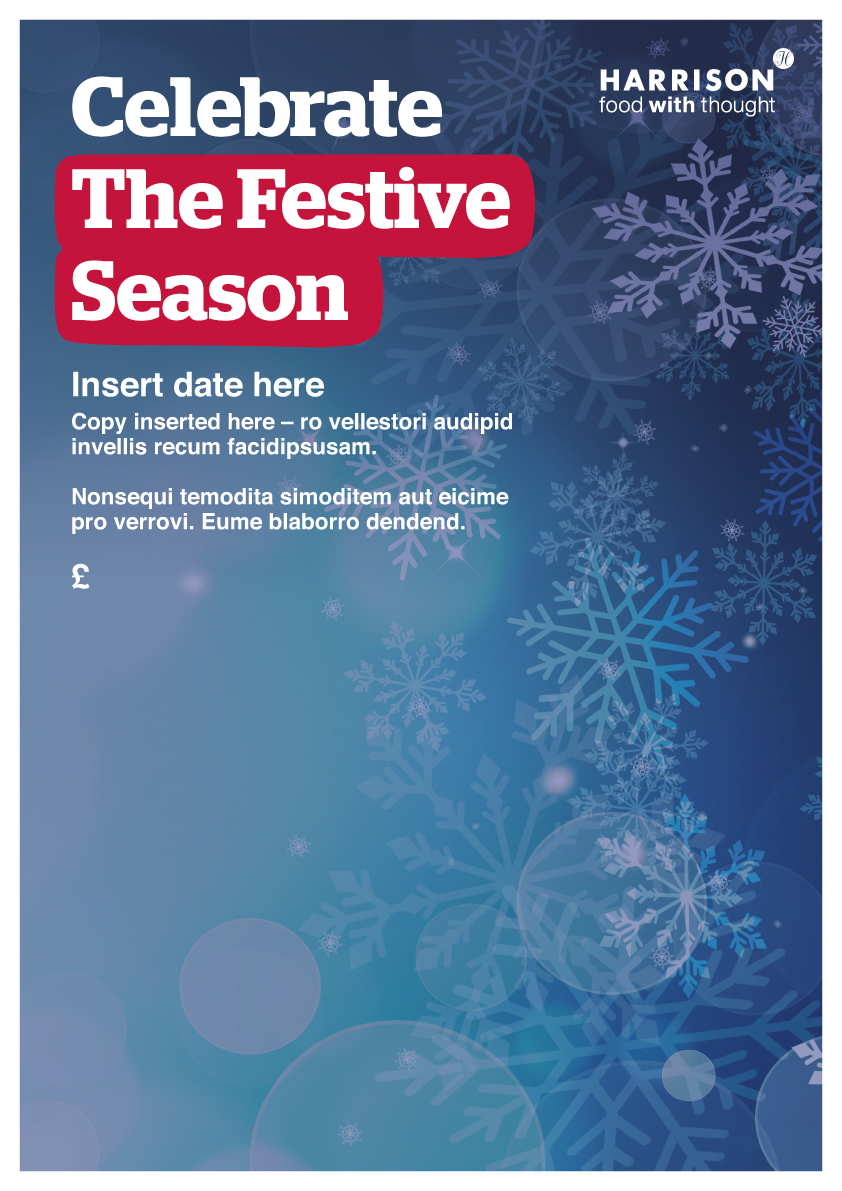 Celebrate
The Festive
Season
H
HARRISON
food with thought
Insert date here
Copy inserted here – ro vellestori audipid
invellis recum facidipsusam.
Nonsequi temodita simoditem aut eicime
pro verrovi. Eume blaborro dendend.
£